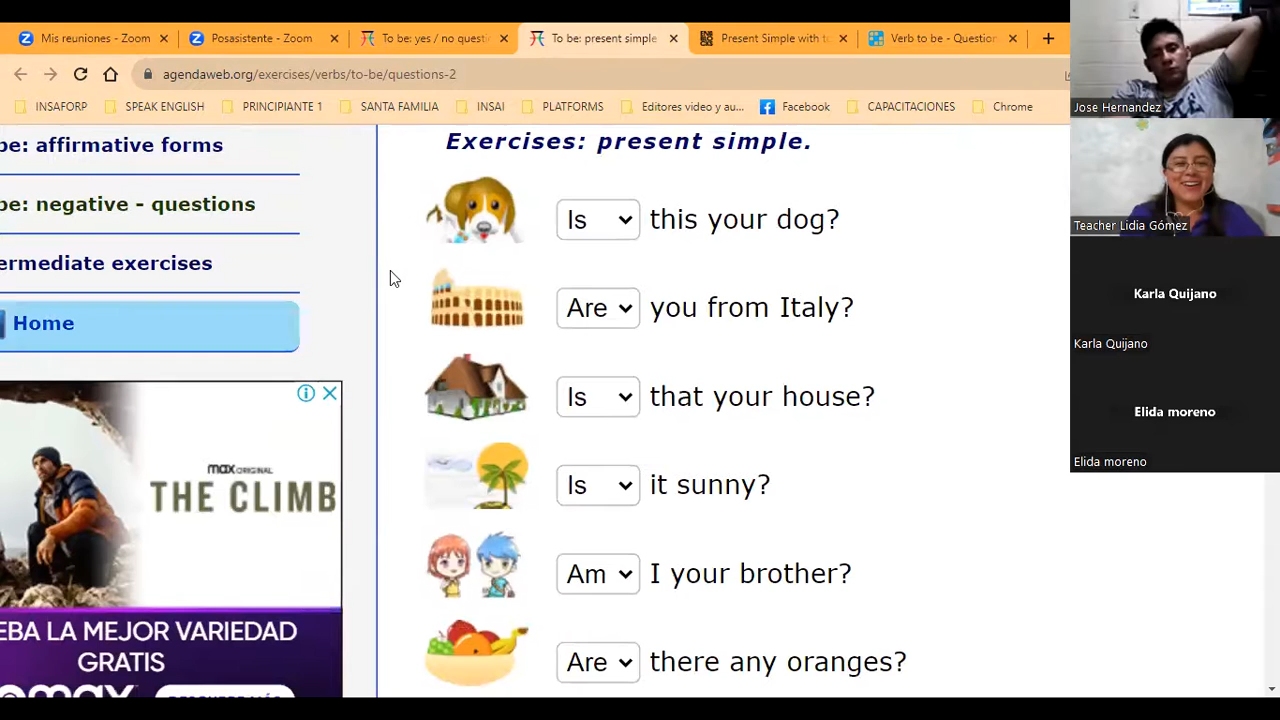 Mis reuniones - Zoom
Posasistente - Zoom
To be: yes / no questi
To be: present simple
Present Simple with to
Verb to be - Question
agendaweb.org/exercises/verbs/to-be/questions-2
INSAFORP
SPEAK ENGLISH
PRINCIPIANTE 1
SANTA FAMILIA
INSAI
PLATFORMS
Editores video y au...
Facebook
CAPACITACIONES
Chrome
be: affirmative forms
be: negative - questions
ermediate exercises
Home
max ORIGINAL
THE CLIMB
EBA LA MEJOR VARIEDAD
GRATIS
Exercises: present simple.
Is this your dog?
Are you from Italy?
Is that your house?
Is it sunny?
Am I your brother?
Are there any oranges?
Jose Hernandez
Teacher Lidia Gómez
Karla Quijano
Karla Quijano
Elida moreno
Elida moreno